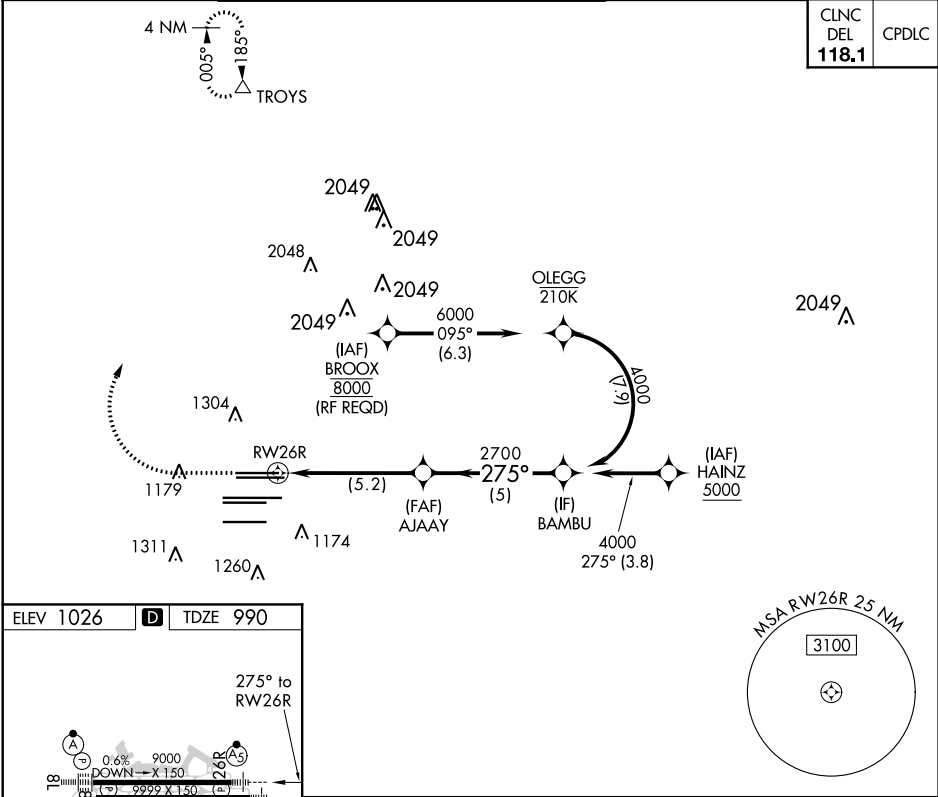 CLNC
DEL
118.1
CPDLC
4 NM
005°
185°
TROYS
2049
2049
2048
2049
2049
OLEGG
210K
2049
6000
095°
(6.3)
(IAF)
BROOX
8000
(RF REQD)
4000
(7.9)
1304
RW26R
2700
275°
(5)
(5.2)
(IAF)
HAINZ
5000
(FAF)
AJAAY
(IF)
BAMBU
1179
4000
275° (3.8)
1311
1174
1260
ELEV 1026
D
TDZE 990
MSA RW26R 25 NM
3100
275° to
RW26R
A
P
0.6%
DOWN
9000
X 150
26R
A5
8L
P
9999 X 150
P
8